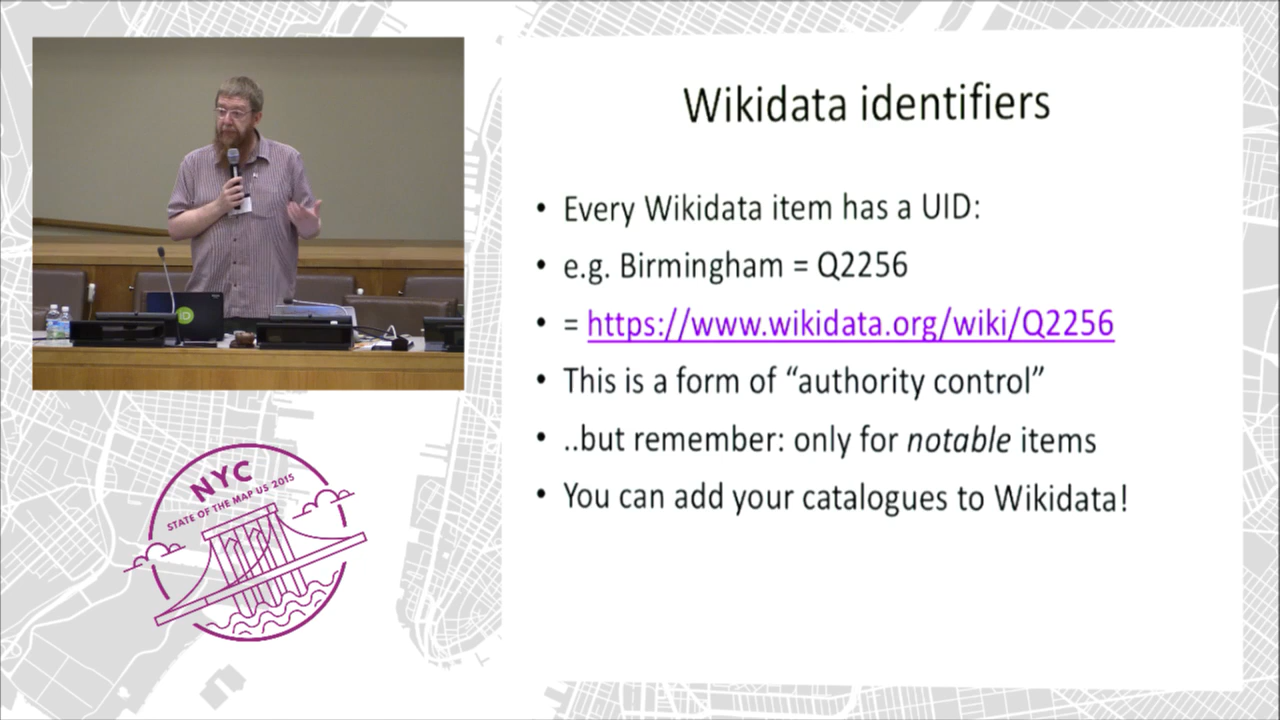 Wikidata identifiers
• Every Wikidata item has a UID:
• e.g. Birmingham = Q2256
• = https://www.wikidata.org/wiki/Q2256
• This is a form of “authority control”
• ..but remember: only for notable items
• You can add your catalogues to Wikidata!
iD
NYC
STATE OF THE MAP US 2015